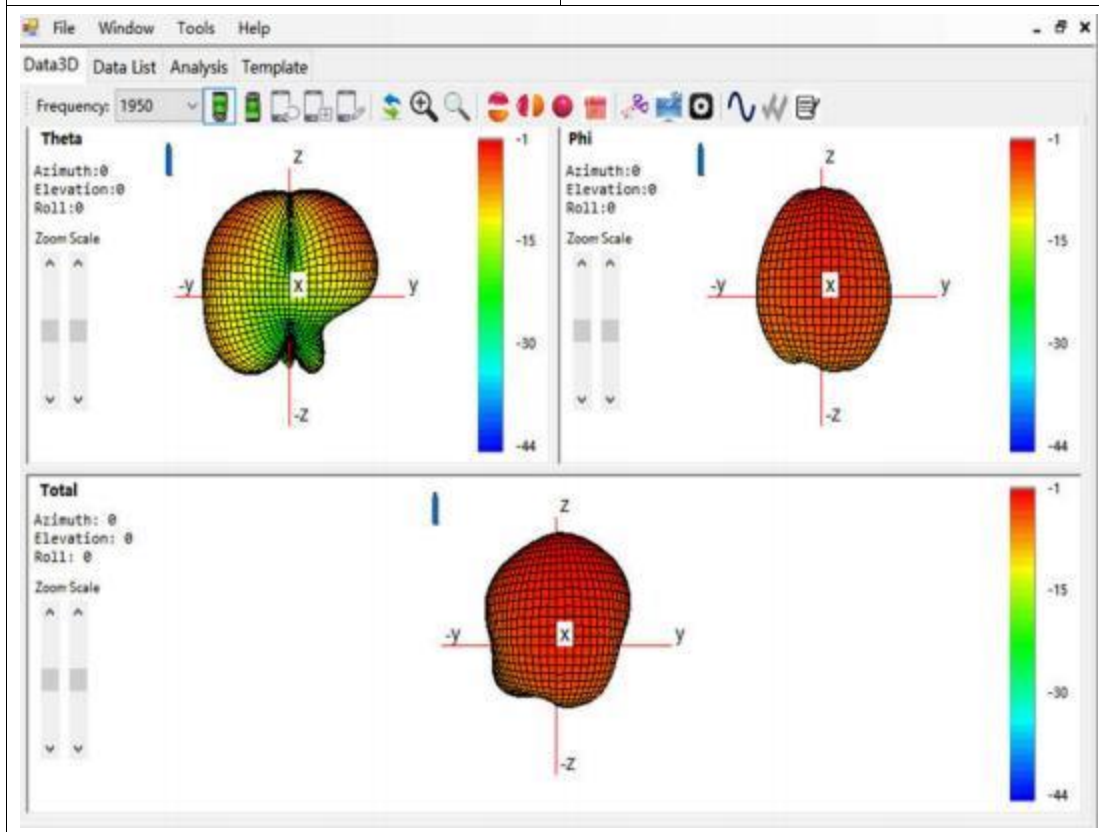 File Window Tools Help
Data3D Data List Analysis Template
Frequency: 1950
Theta
Azimuth:0
Elevation:0
Roll:0
Zoom Scale
z
-y
x
y
-z
-1
-15
-30
-44
Phi
Azimuth:0
Elevation:0
Roll:0
Zoom Scale
z
-y
x
y
-z
-1
-15
-30
-44
Total
Azimuth: 0
Elevation: 0
Roll: 0
Zoom Scale
z
-y
x
y
-z
-1
-15
-30
-44